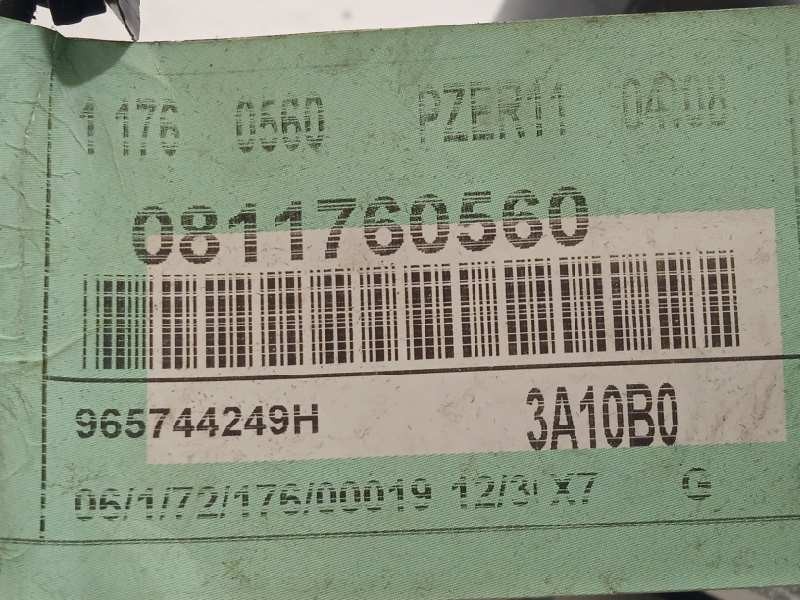 1 176 0560 PZER11 04:08
0811760560
965744249H 3A10B0
06/1/72/176/00019 12/3 X7 G